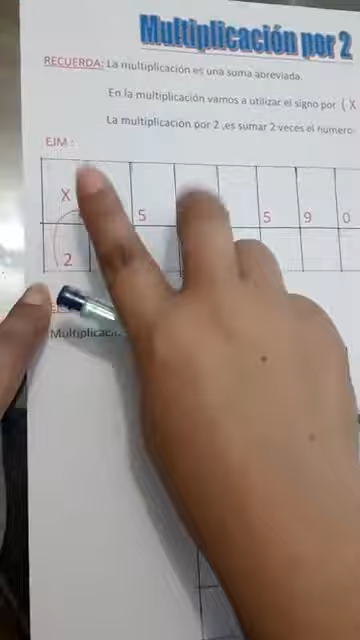 Multiplicación por 2
RECUERDA: La multiplicación es una suma abreviada.
En la multiplicación vamos a utilizar el signo por ( X
La multiplicación por 2 ,es sumar 2 veces el numero
EJM :
X 5 5 9 0
2
Multiplicac